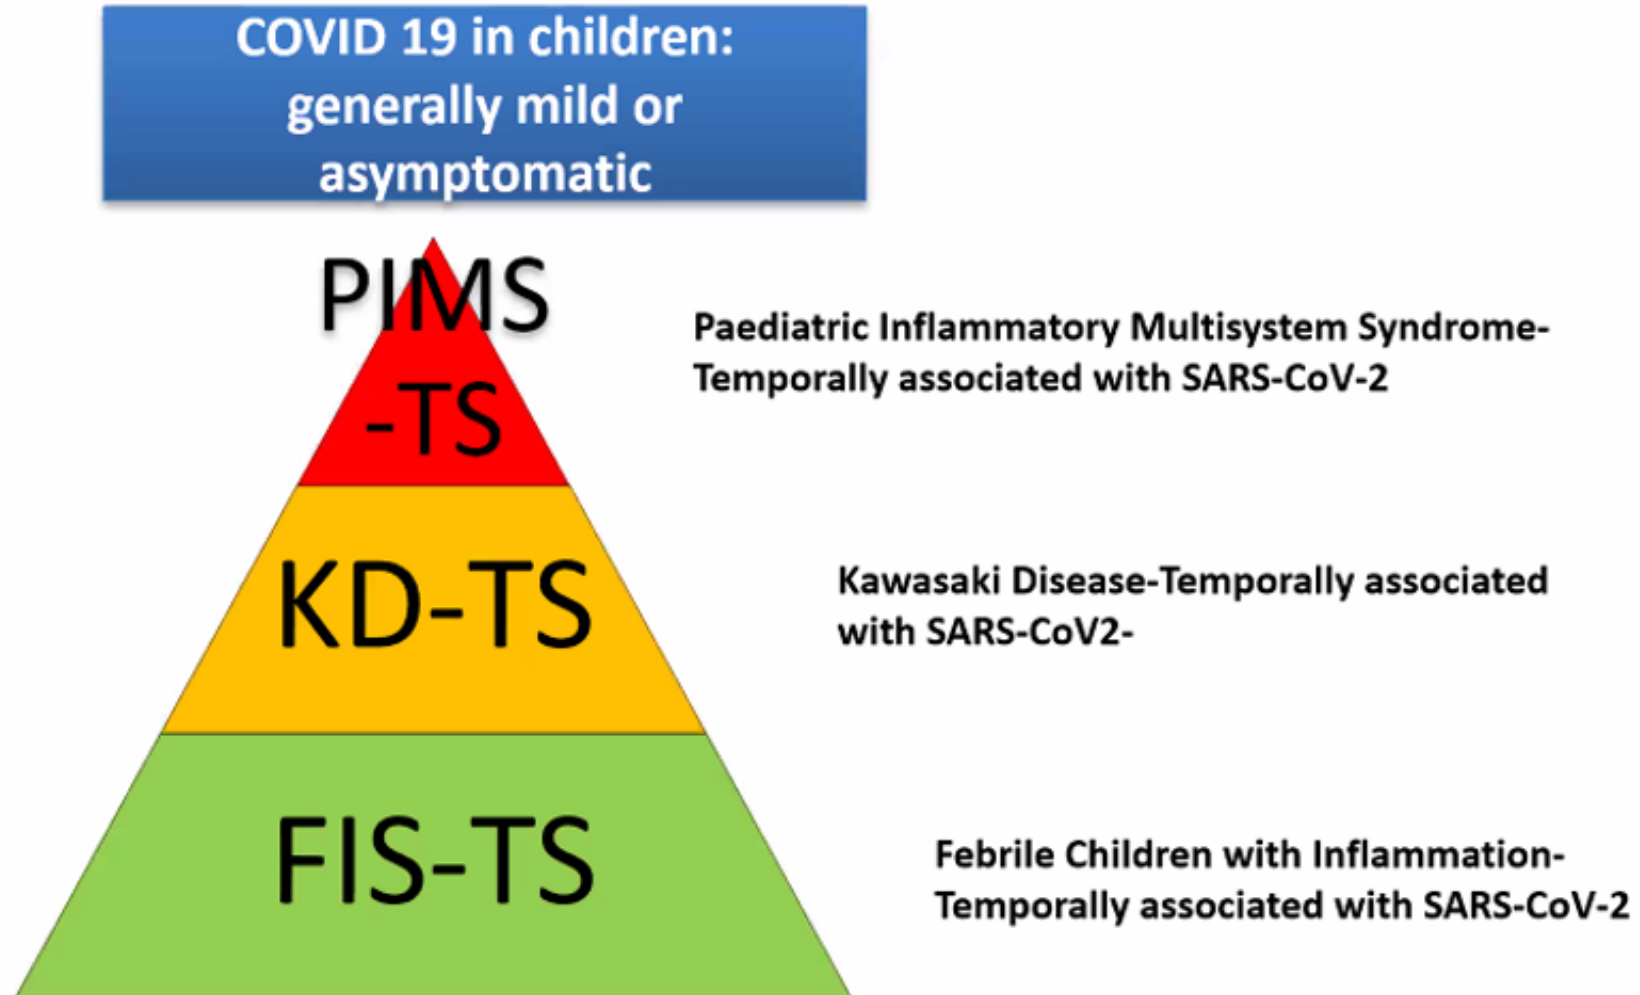 COVID 19 in children:
generally mild or
asymptomatic
PIMS
-TS
Paediatric Inflammatory Multisystem Syndrome-
Temporally associated with SARS-CoV-2
KD-TS
Kawasaki Disease-Temporally associated
with SARS-CoV2-
FIS-TS
Febrile Children with Inflammation-
Temporally associated with SARS-CoV-2